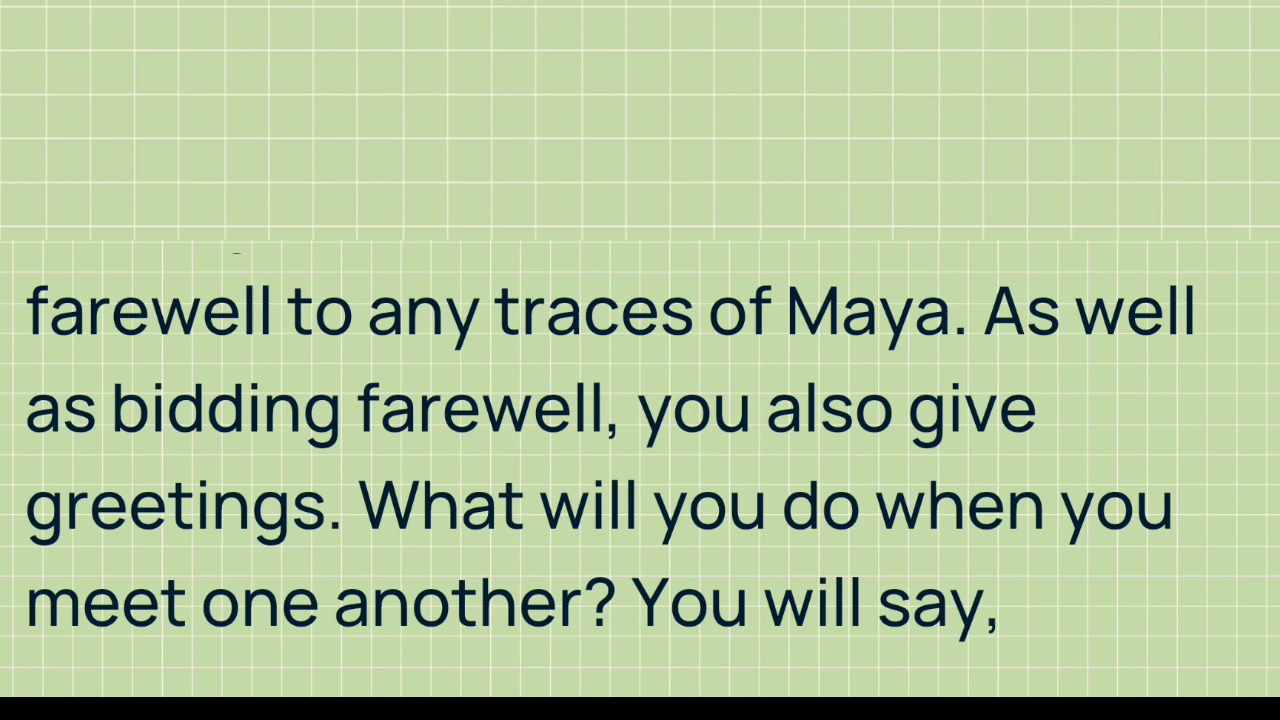 farewell to any traces of Maya. As well
as bidding farewell, you also give
greetings. What will you do when you
meet one another? You will say,